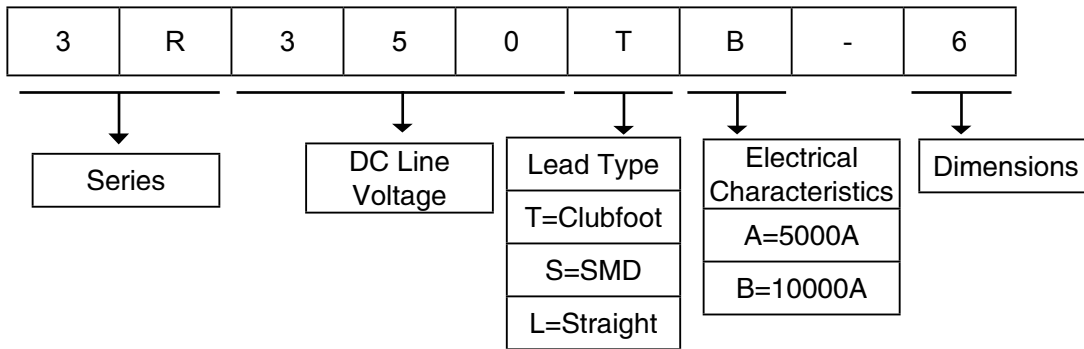 3 R 3 5 0 T B - 6
Series
DC Line
Voltage
Lead Type
T=Clubfoot
S=SMD
L=Straight
Electrical
Characteristics
A=5000A
B=10000A
Dimensions